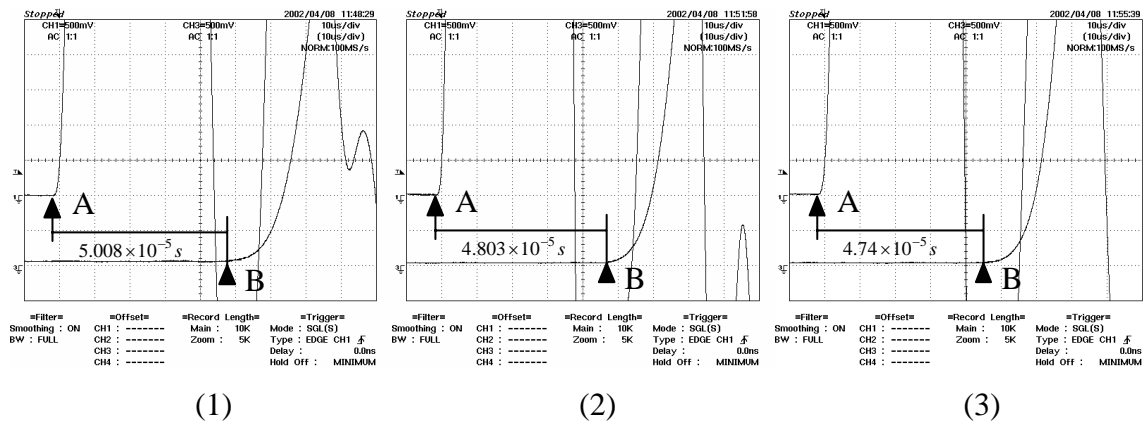 Stopped 2002/04/08 11:48:29
CH1=500mV CH3=500mV 10us/div
AC 1:1 AC 1:1 (10us/div)
NORM:100MS/s
A
5.008×10⁻⁵ s
B
=Filter= =Offset= =Record Length= =Trigger=
Smoothing : ON CH1 : ------- Main : 10K Mode : SGL(S)
BW : FULL CH2 : ------- Zoom : 5K Type : EDGE CH1
CH3 : ------- Delay : 0.0ns
CH4 : ------- Hold Off : MINIMUM
(1)
Stopped 2002/04/08 11:51:58
CH1=500mV CH3=500mV 10us/div
AC 1:1 AC 1:1 (10us/div)
NORM:100MS/s
A
4.803×10⁻⁵ s
B
=Filter= =Offset= =Record Length= =Trigger=
Smoothing : ON CH1 : ------- Main : 10K Mode : SGL(S)
BW : FULL CH2 : ------- Zoom : 5K Type : EDGE CH1
CH3 : ------- Delay : 0.0ns
CH4 : ------- Hold Off : MINIMUM
(2)
Stopped 2002/04/08 11:55:39
CH1=500mV CH3=500mV 10us/div
AC 1:1 AC 1:1 (10us/div)
NORM:100MS/s
A
4.74×10⁻⁵ s
B
=Filter= =Offset= =Record Length= =Trigger=
Smoothing : ON CH1 : ------- Main : 10K Mode : SGL(S)
BW : FULL CH2 : ------- Zoom : 5K Type : EDGE CH1
CH3 : ------- Delay : 0.0ns
CH4 : ------- Hold Off : MINIMUM
(3)